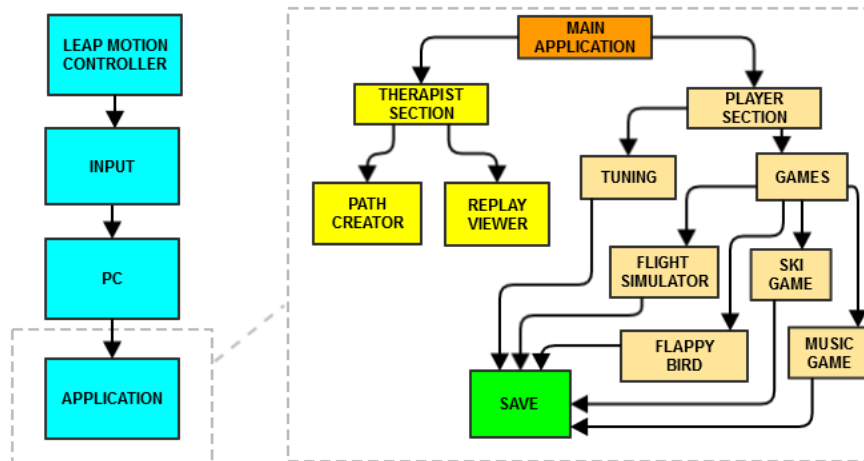 LEAP MOTION
CONTROLLER
INPUT
PC
APPLICATION
MAIN
APPLICATION
THERAPIST
SECTION
PLAYER
SECTION
PATH
CREATOR
REPLAY
VIEWER
TUNING
GAMES
FLIGHT
SIMULATOR
SKI
GAME
FLAPPY
BIRD
MUSIC
GAME
SAVE